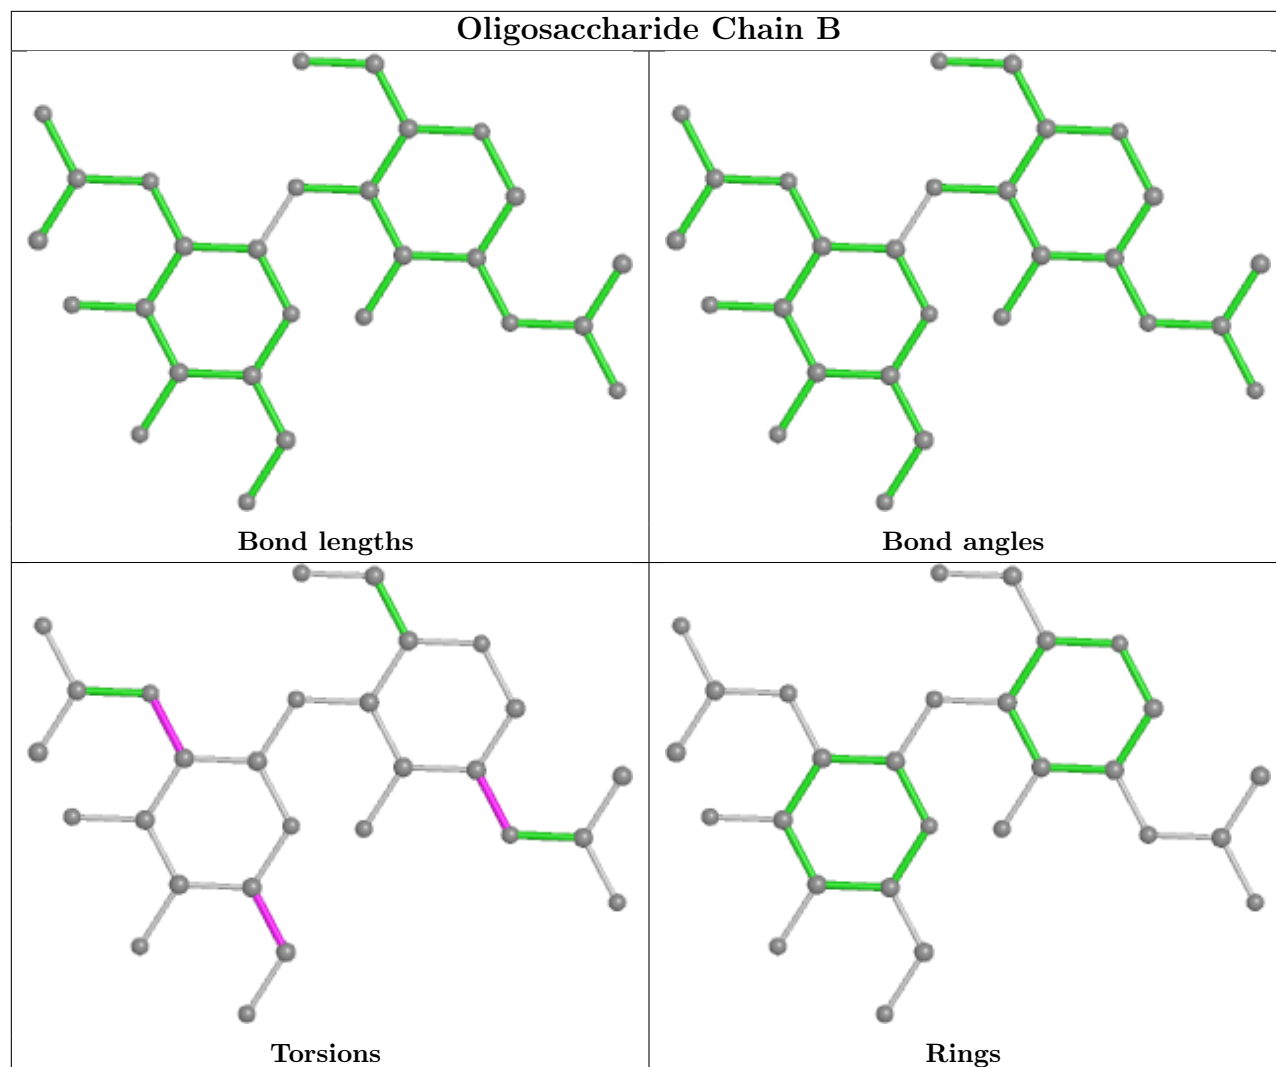 Oligosaccharide Chain B
Bond lengths
Bond angles
Torsions
Rings